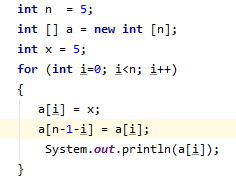 int n  = 5;
int [] a = new int [n];
int x = 5;
for (int i=0; i<n; i++)
{
   a[i] = x;
   a[n-1-i] = a[i];
    System.out.println(a[i]);
}